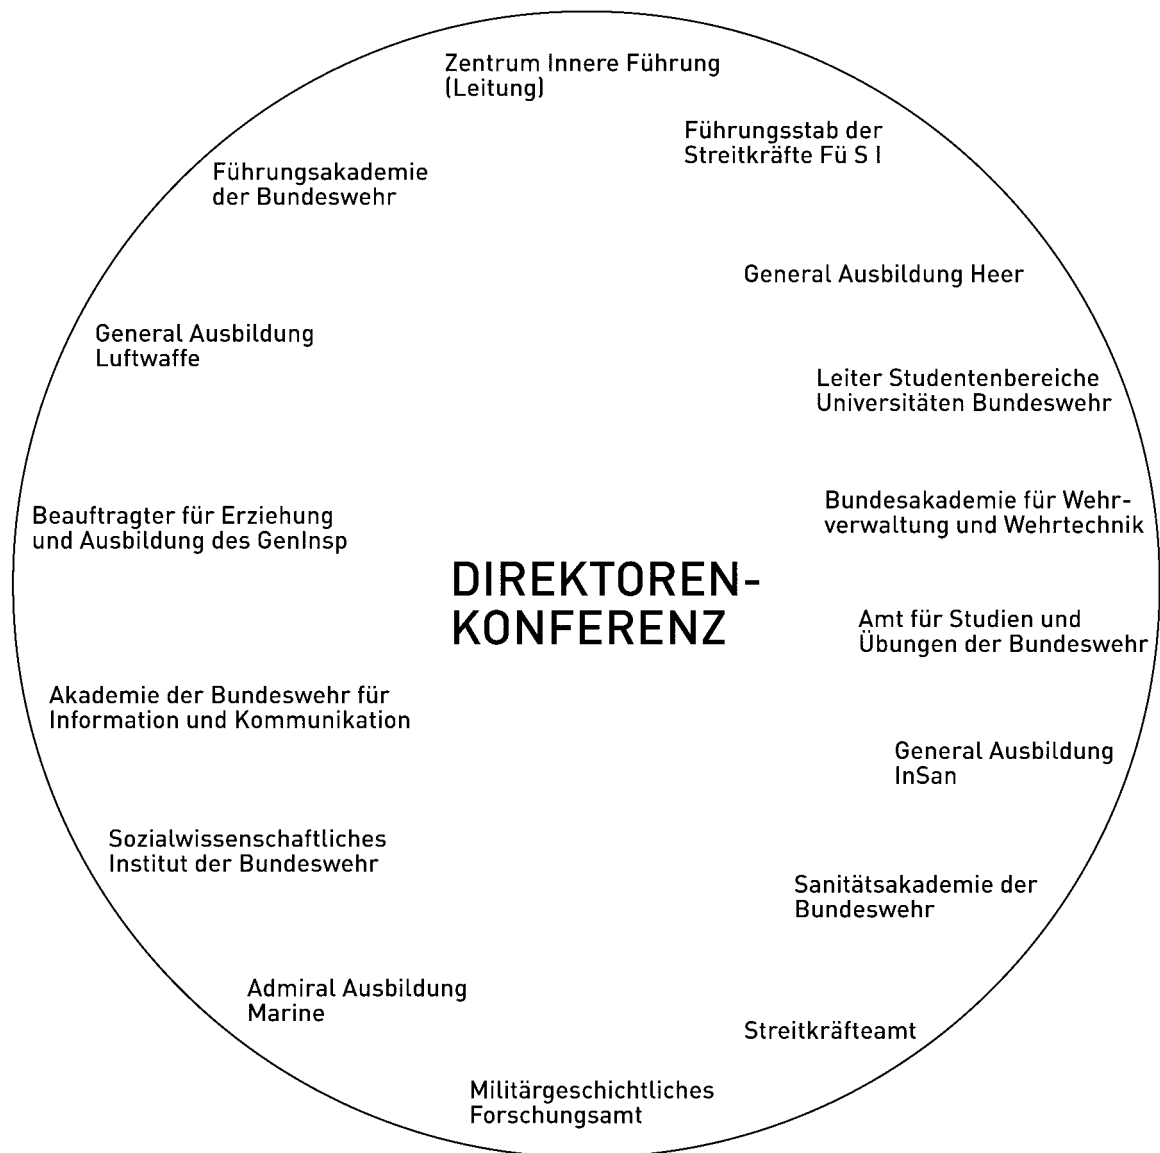 Zentrum Innere Führung
(Leitung)
Führungsstab der
Streitkräfte Fü S I
Führungsakademie
der Bundeswehr
General Ausbildung Heer
General Ausbildung
Luftwaffe
Leiter Studentenbereiche
Universitäten Bundeswehr
Beauftragter für Erziehung
und Ausbildung des GenInsp
Bundesakademie für Wehr-
verwaltung und Wehrtechnik
DIREKTOREN-
KONFERENZ
Amt für Studien und
Übungen der Bundeswehr
Akademie der Bundeswehr für
Information und Kommunikation
General Ausbildung
InSan
Sozialwissenschaftliches
Institut der Bundeswehr
Sanitätsakademie der
Bundeswehr
Admiral Ausbildung
Marine
Streitkräfteamt
Militärgeschichtliches
Forschungsamt